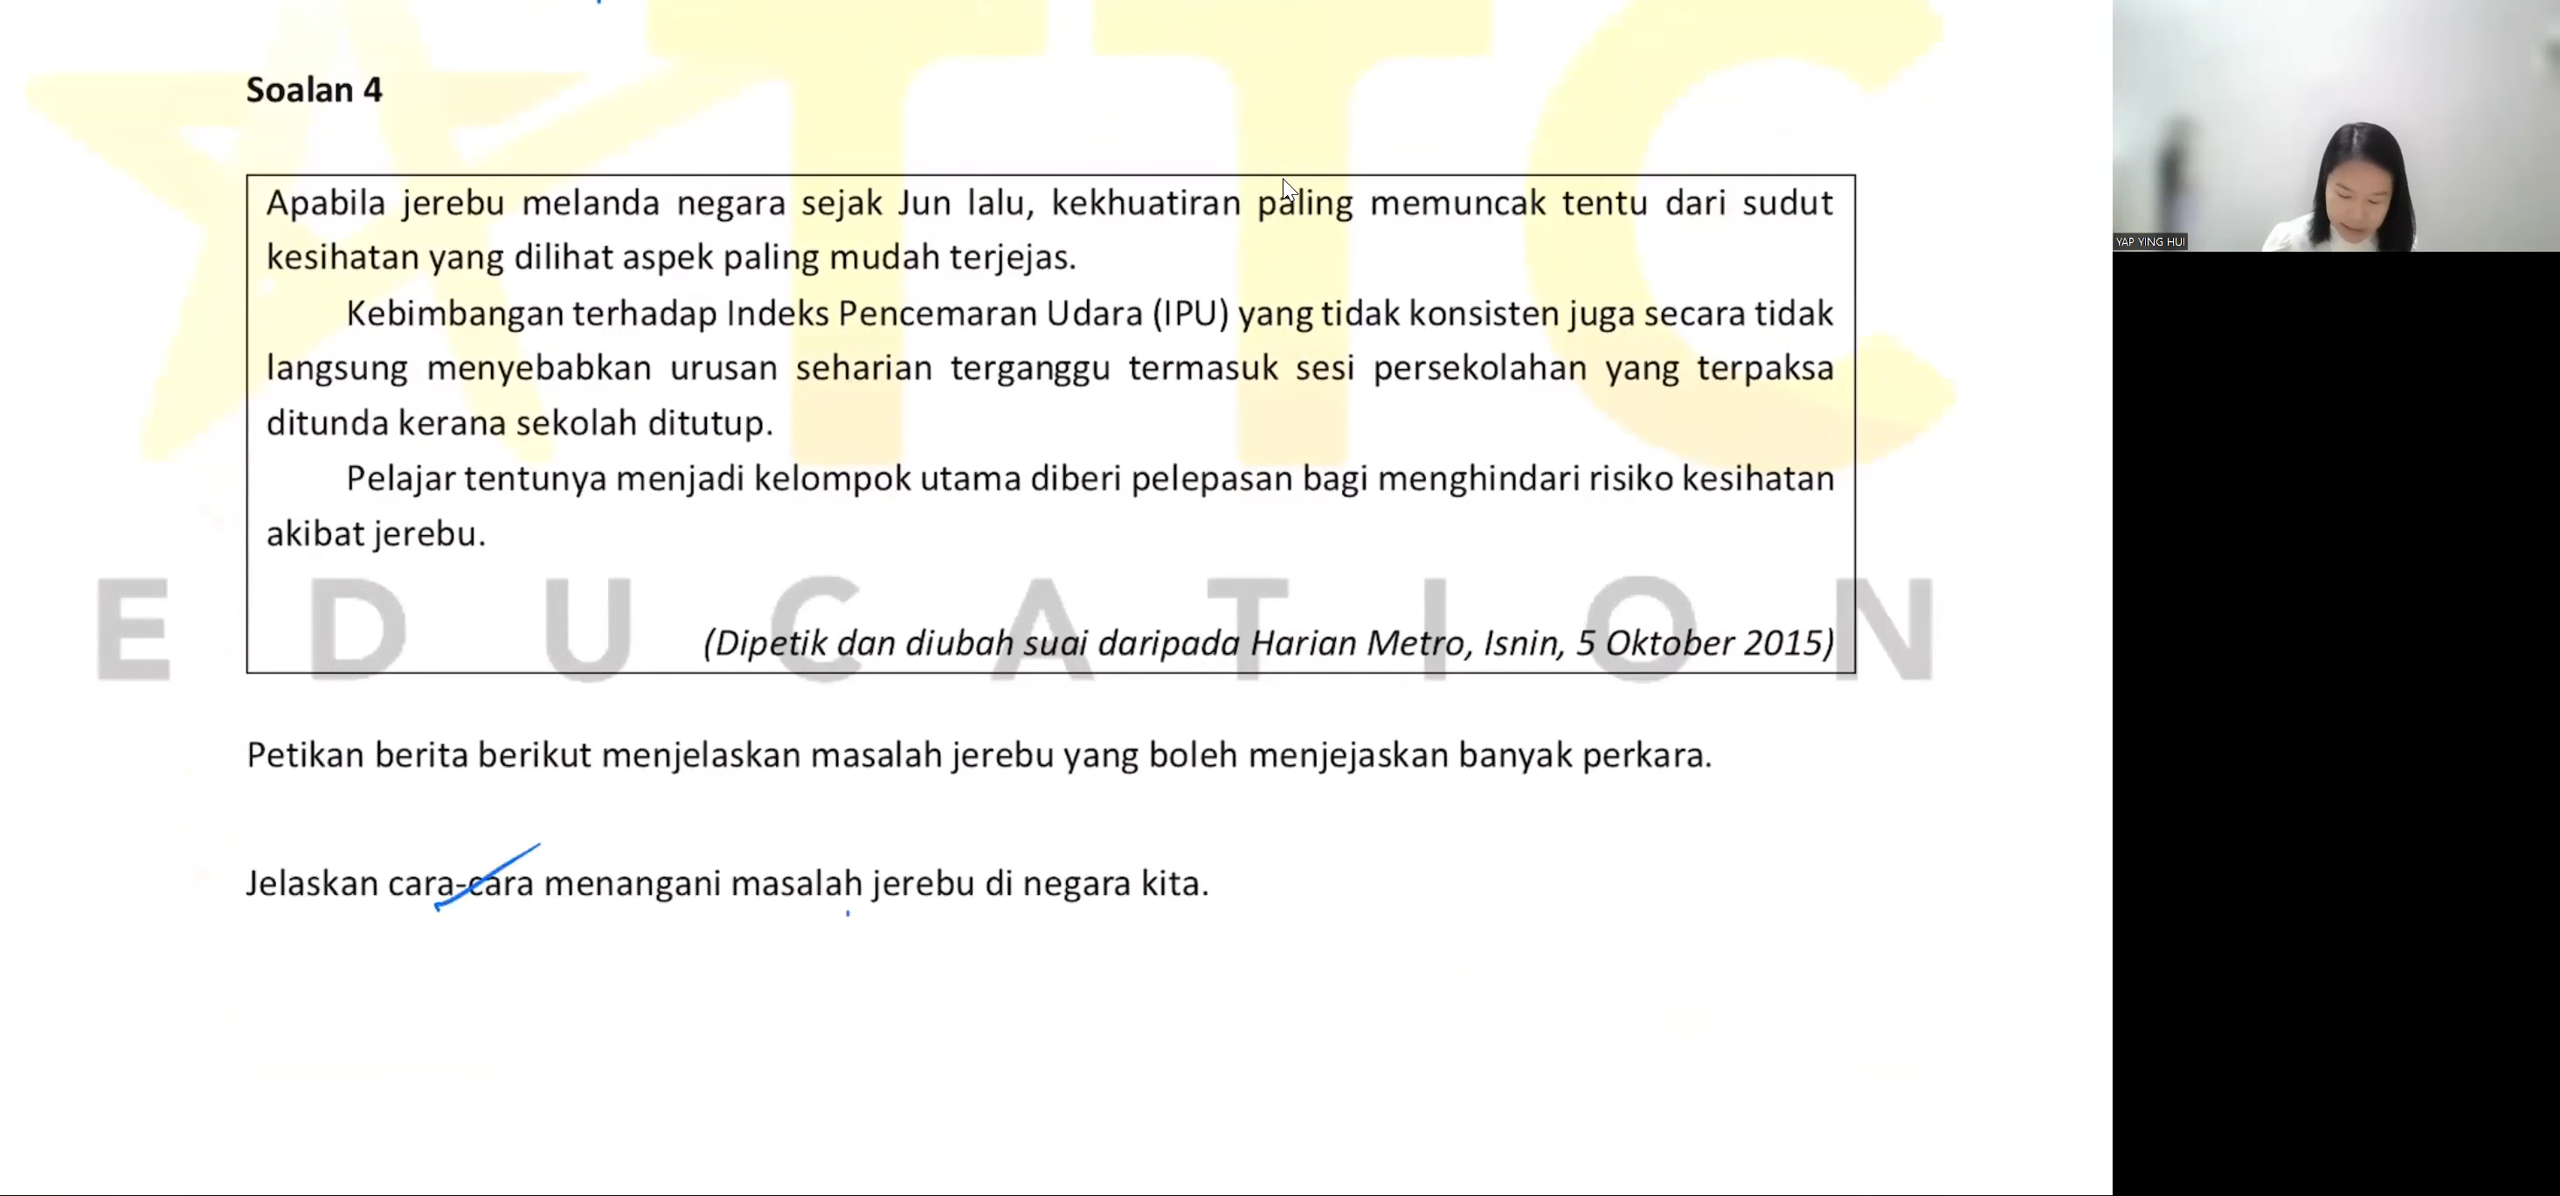 Soalan 4
Apabila jerebu melanda negara sejak Jun lalu, kekhuatiran paling memuncak tentu dari sudut
kesihatan yang dilihat aspek paling mudah terjejas.
Kebimbangan terhadap Indeks Pencemaran Udara (IPU) yang tidak konsisten juga secara tidak
langsung menyebabkan urusan seharian terganggu termasuk sesi persekolahan yang terpaksa
ditunda kerana sekolah ditutup.
Pelajar tentunya menjadi kelompok utama diberi pelepasan bagi menghindari risiko kesihatan
akibat jerebu.
(Dipetik dan diubah suai daripada Harian Metro, Isnin, 5 Oktober 2015)
Petikan berita berikut menjelaskan masalah jerebu yang boleh menjejaskan banyak perkara.
Jelaskan cara-cara menangani masalah jerebu di negara kita.
TTC
EDUCATION
YAP YING HUI